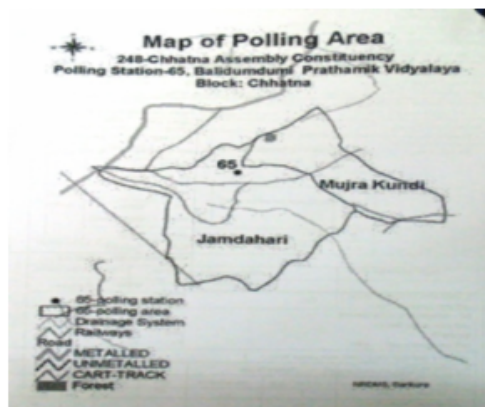 Map of Polling Area
248-Chhatna Assembly Constituency
Polling Station-65, Balidumdumi Prathamik Vidyalaya
Block: Chhatna
65
Mujra Kundi
Jamdahari
65-polling station
65-polling area
Drainage System
Railways
Road
METALLED
UNMETALLED
CART-TRACK
Forest
NRDMS, Bankura